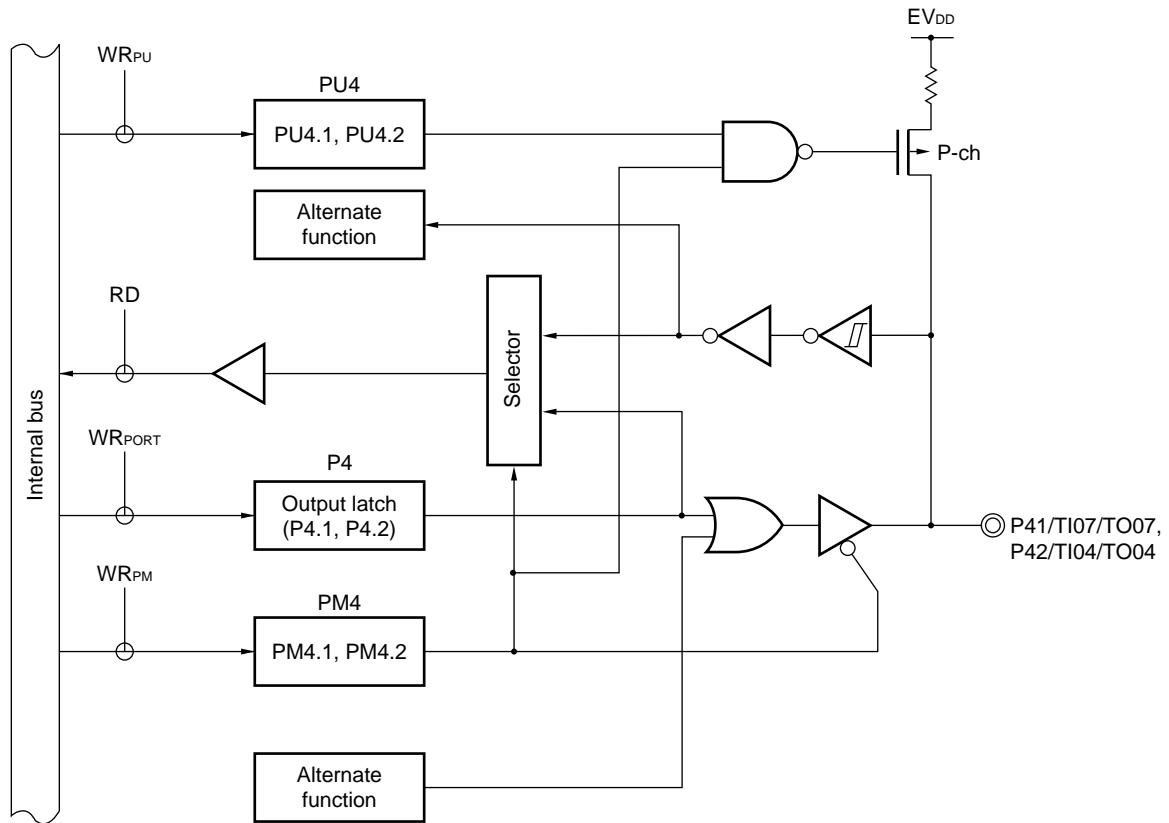 EVDD
WRPU
PU4
PU4.1, PU4.2
P-ch
Alternate
function
RD
Selector
Internal bus
WRPORT
P4
Output latch
(P4.1, P4.2)
P41/TI07/TO07,
P42/TI04/TO04
WRPM
PM4
PM4.1, PM4.2
Alternate
function